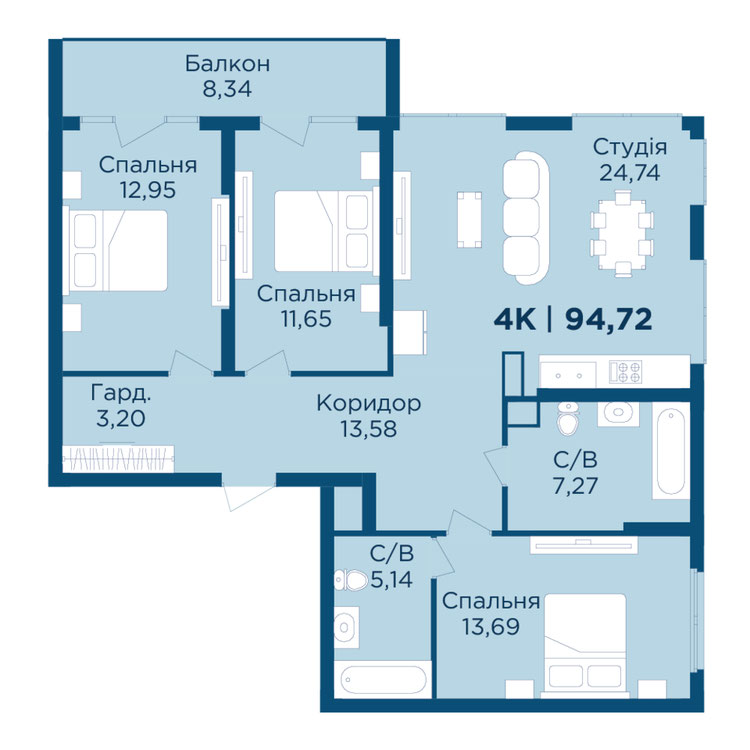 Балкон
8,34
Спальня
12,95
Студія
24,74
Спальня
11,65
4К | 94,72
Гард.
3,20
Коридор
13,58
С/В
7,27
С/В
5,14
Спальня
13,69